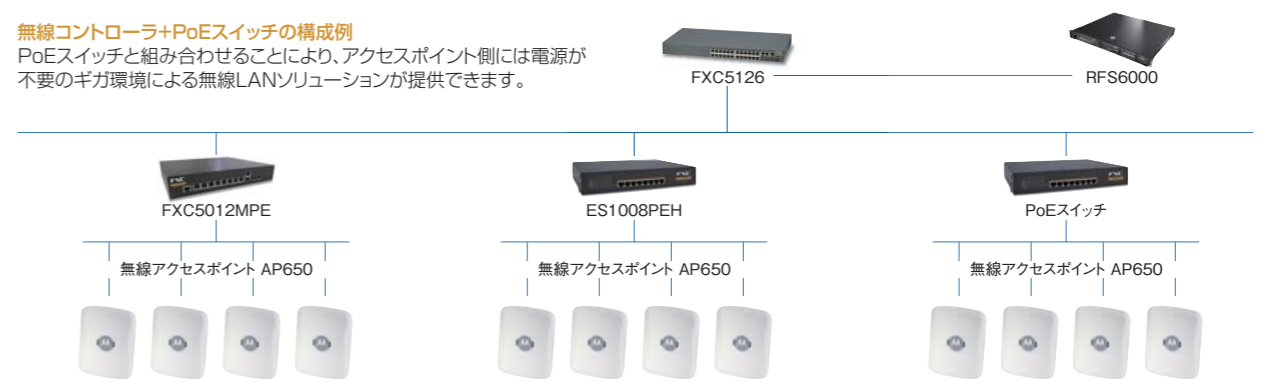 無線コントローラ+PoEスイッチの構成例
PoEスイッチと組み合わせることにより、アクセスポイント側には電源が
不要のギガ環境による無線LANソリューションが提供できます。
FXC5126
RFS6000
FXC5012MPE
ES1008PEH
PoEスイッチ
無線アクセスポイント AP650
無線アクセスポイント AP650
無線アクセスポイント AP650